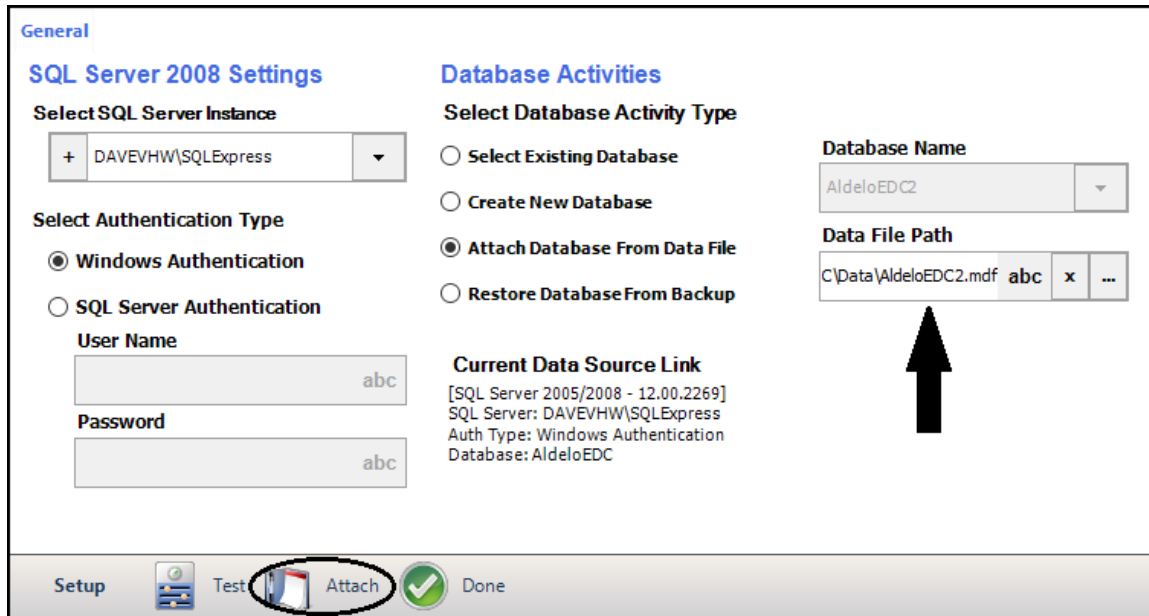 General
SQL Server 2008 Settings
Select SQL Server Instance
+ DAVEVHW\SQLExpress
Select Authentication Type
Windows Authentication
SQL Server Authentication
User Name
abc
Password
abc
Database Activities
Select Database Activity Type
Select Existing Database
Create New Database
Attach Database From Data File
Restore Database From Backup
Current Data Source Link
[SQL Server 2005/2008 - 12.00.2269]
SQL Server: DAVEVHW\SQLExpress
Auth Type: Windows Authentication
Database: AldeloEDC
Database Name
AldeloEDC2
Data File Path
C\Data\AldeloEDC2.mdf abc x ...
Setup Test Attach Done